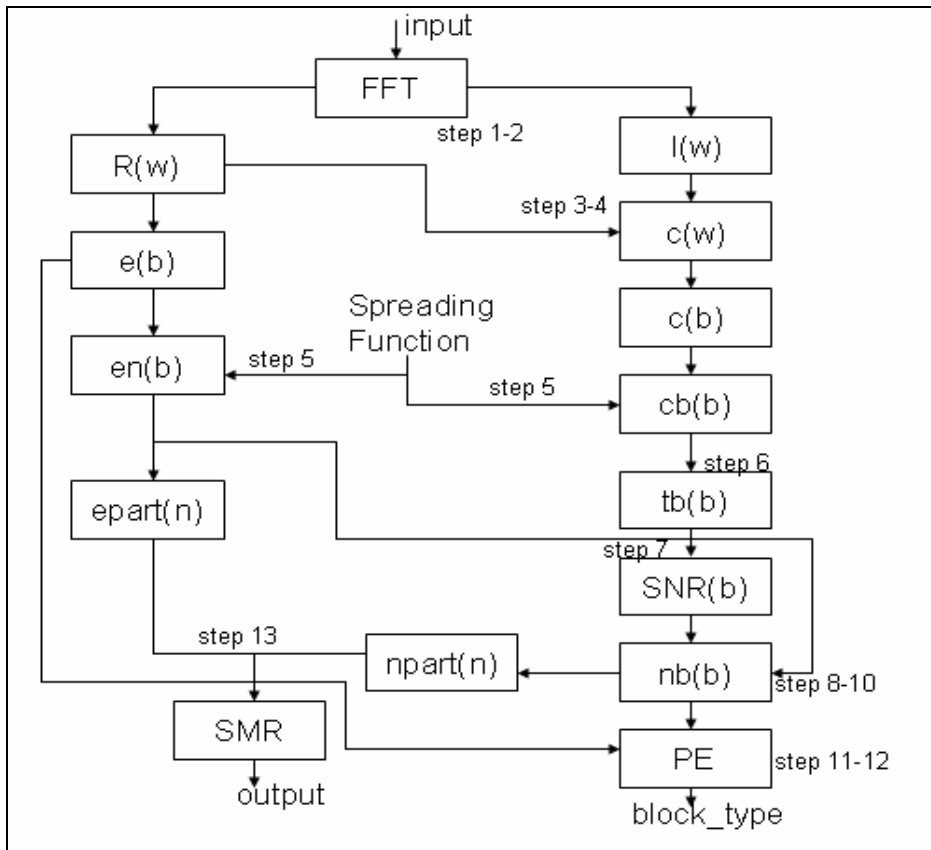 input
FFT
step 1-2
R(w)
I(w)
step 3-4
c(w)
e(b)
Spreading
Function
c(b)
en(b)
step 5
step 5
cb(b)
step 6
epart(n)
tb(b)
step 7
SNR(b)
step 13
npart(n)
nb(b)
step 8-10
SMR
PE
step 11-12
output
block_type